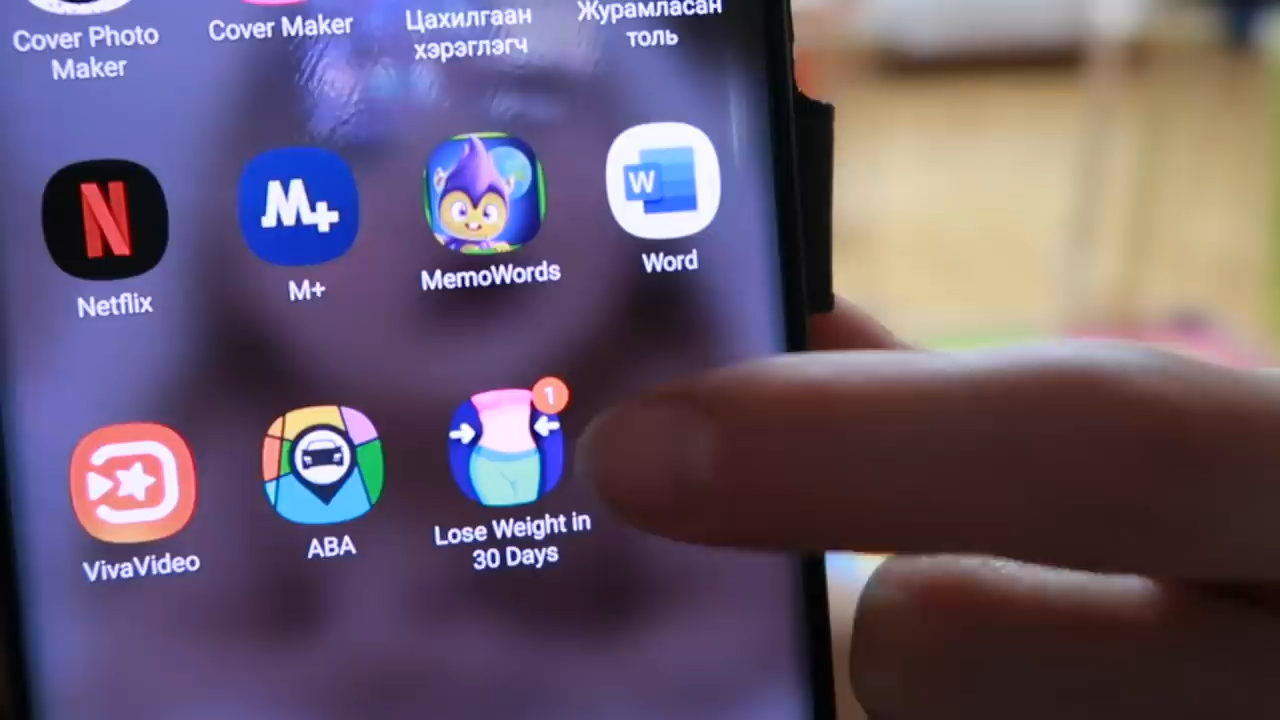 Cover Photo
Maker
Cover Maker
Цахилгаан
хэрэглэгч
Журамласан
толь
N
Netflix
M+
M+
MemoWords
W
Word
VivaVideo
ABA
1
Lose Weight in
30 Days